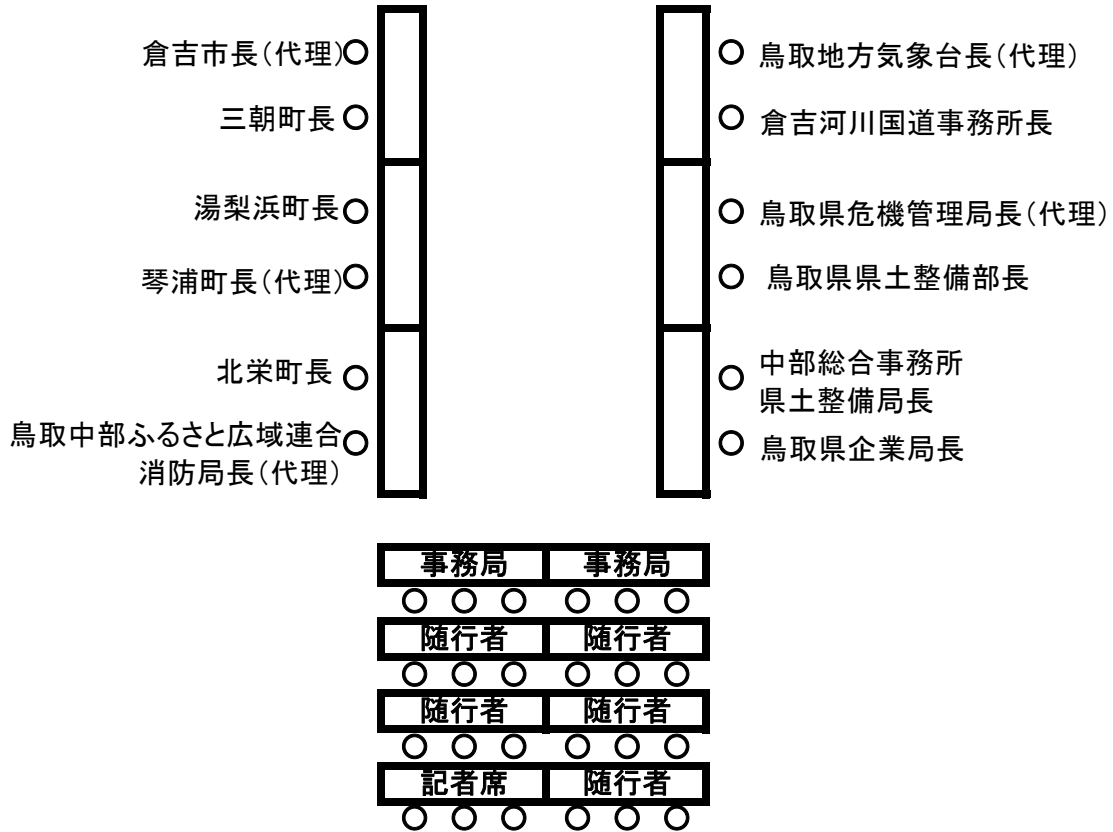 倉吉市長(代理)
三朝町長
湯梨浜町長
琴浦町長(代理)
北栄町長
鳥取中部ふるさと広域連合
消防局長(代理)
鳥取地方気象台長(代理)
倉吉河川国道事務所長
鳥取県危機管理局長(代理)
鳥取県県土整備部長
中部総合事務所
県土整備局長
鳥取県企業局長
事務局 事務局
随行者 随行者
随行者 随行者
記者席 随行者